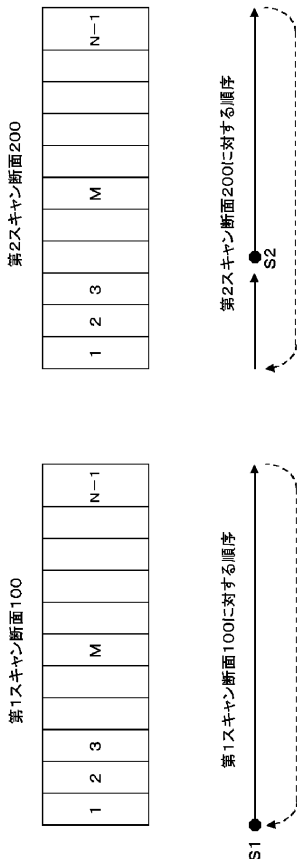 第1スキャン断面100
1 2 3 M N−1
第1スキャン断面100に対する順序
S1
第2スキャン断面200
1 2 3 M N−1
第2スキャン断面200に対する順序
S2